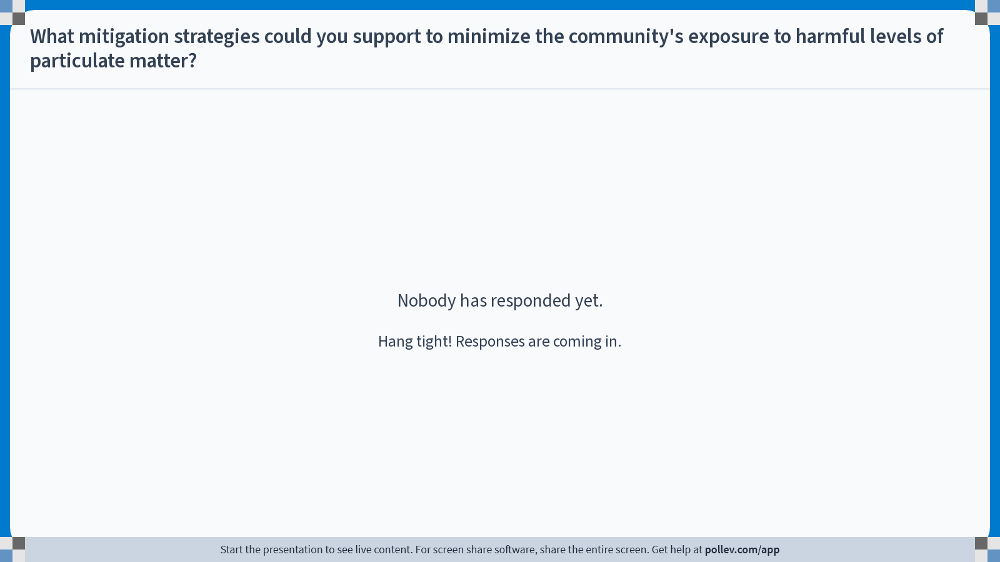 What mitigation strategies could you support to minimize the community's exposure to harmful levels of
particulate matter?
Nobody has responded yet.
Hang tight! Responses are coming in.
Start the presentation to see live content. For screen share software, share the entire screen. Get help at pollev.com/app